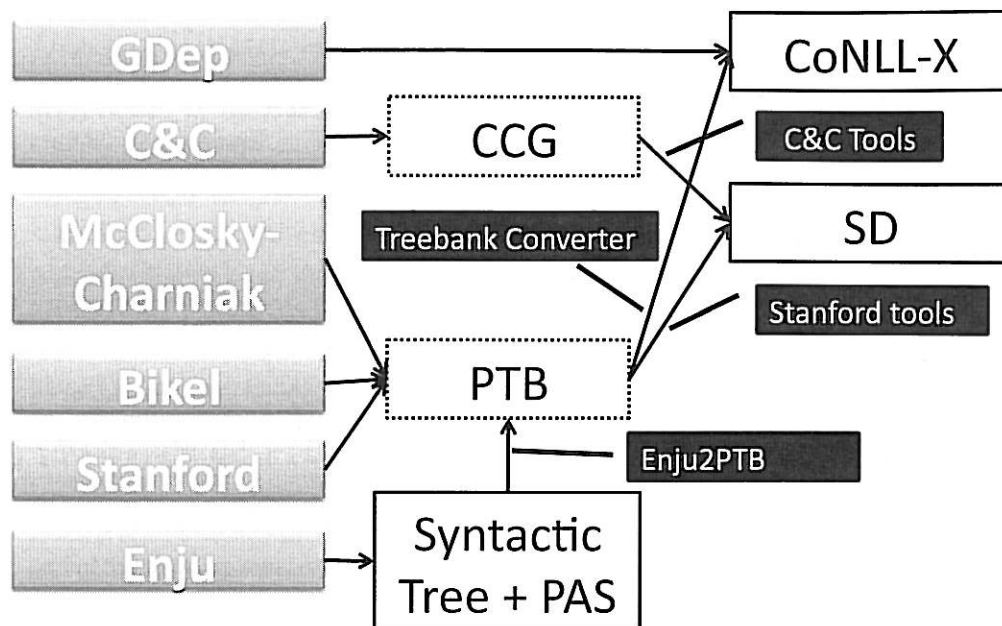 GDep
CoNLL-X
C&C
CCG
C&C Tools
McClosky-
Charniak
Treebank Converter
SD
Stanford tools
Bikel
PTB
Stanford
Enju2PTB
Enju
Syntactic
Tree + PAS